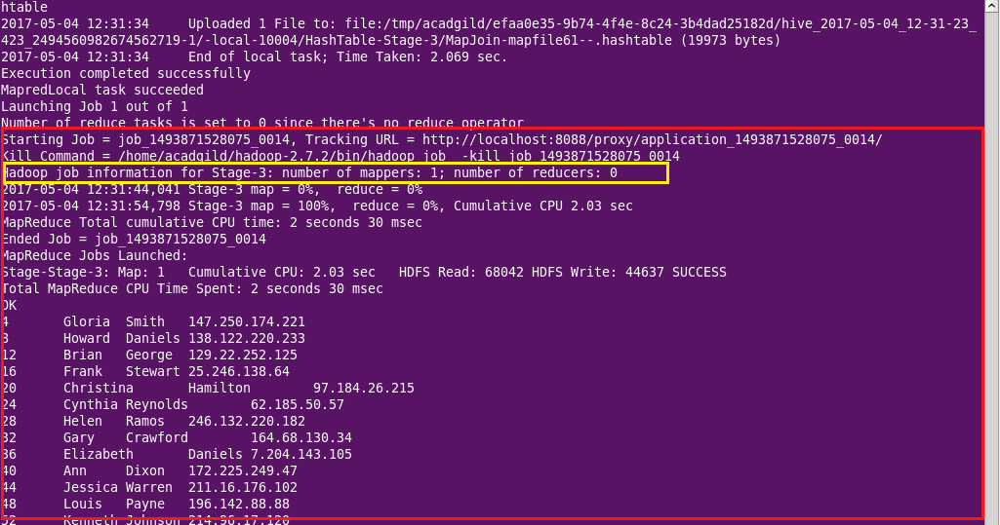 htable
2017-05-04 12:31:34     Uploaded 1 File to: file:/tmp/acadgild/efaa0e35-9b74-4f4e-8c24-3b4dad25182d/hive_2017-05-04_12-31-23_
423_2494560982674562719-1/-local-10004/HashTable-Stage-3/MapJoin-mapfile61--.hashtable (19973 bytes)
2017-05-04 12:31:34     End of local task; Time Taken: 2.069 sec.
Execution completed successfully
MapredLocal task succeeded
Launching Job 1 out of 1
Number of reduce tasks is set to 0 since there's no reduce operator
Starting Job = job_1493871528075_0014, Tracking URL = http://localhost:8088/proxy/application_1493871528075_0014/
Kill Command = /home/acadgild/hadoop-2.7.2/bin/hadoop job  -kill job_1493871528075_0014
Hadoop job information for Stage-3: number of mappers: 1; number of reducers: 0
2017-05-04 12:31:44,041 Stage-3 map = 0%,  reduce = 0%
2017-05-04 12:31:54,798 Stage-3 map = 100%,  reduce = 0%, Cumulative CPU 2.03 sec
MapReduce Total cumulative CPU time: 2 seconds 30 msec
Ended Job = job_1493871528075_0014
MapReduce Jobs Launched:
Stage-Stage-3: Map: 1   Cumulative CPU: 2.03 sec   HDFS Read: 68042 HDFS Write: 44637 SUCCESS
Total MapReduce CPU Time Spent: 2 seconds 30 msec
OK
4       Gloria  Smith   147.250.174.221
8       Howard  Daniels 138.122.220.233
12      Brian   George  129.22.252.125
16      Frank   Stewart 25.246.138.64
20      Christina       Hamilton        97.184.26.215
24      Cynthia Reynolds        62.185.50.57
28      Helen   Ramos   246.132.220.182
32      Gary    Crawford        164.68.130.34
36      Elizabeth       Daniels 7.204.143.105
40      Ann     Dixon   172.225.249.47
44      Jessica Warren  211.16.176.102
48      Louis   Payne   196.142.88.88
52      Kenneth Johnson 214.96.17.120